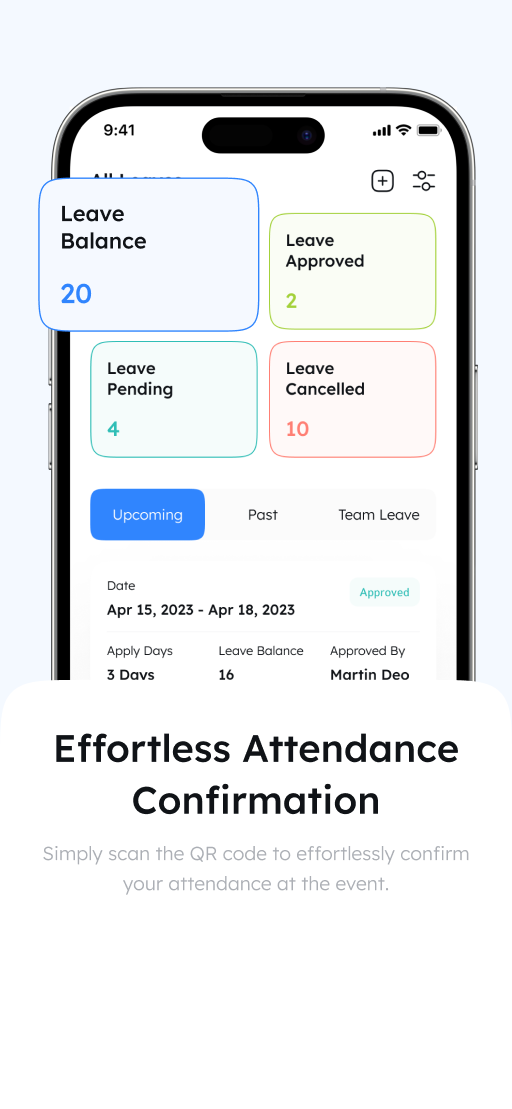 9:41
All Leaves
Leave
Balance
20
Leave
Approved
2
Leave
Pending
4
Leave
Cancelled
10
Upcoming
Past
Team Leave
Date
Apr 15, 2023 - Apr 18, 2023
Approved
Apply Days
Leave Balance
Approved By
3 Days
16
Martin Deo
Effortless Attendance
Confirmation
Simply scan the QR code to effortlessly confirm
your attendance at the event.